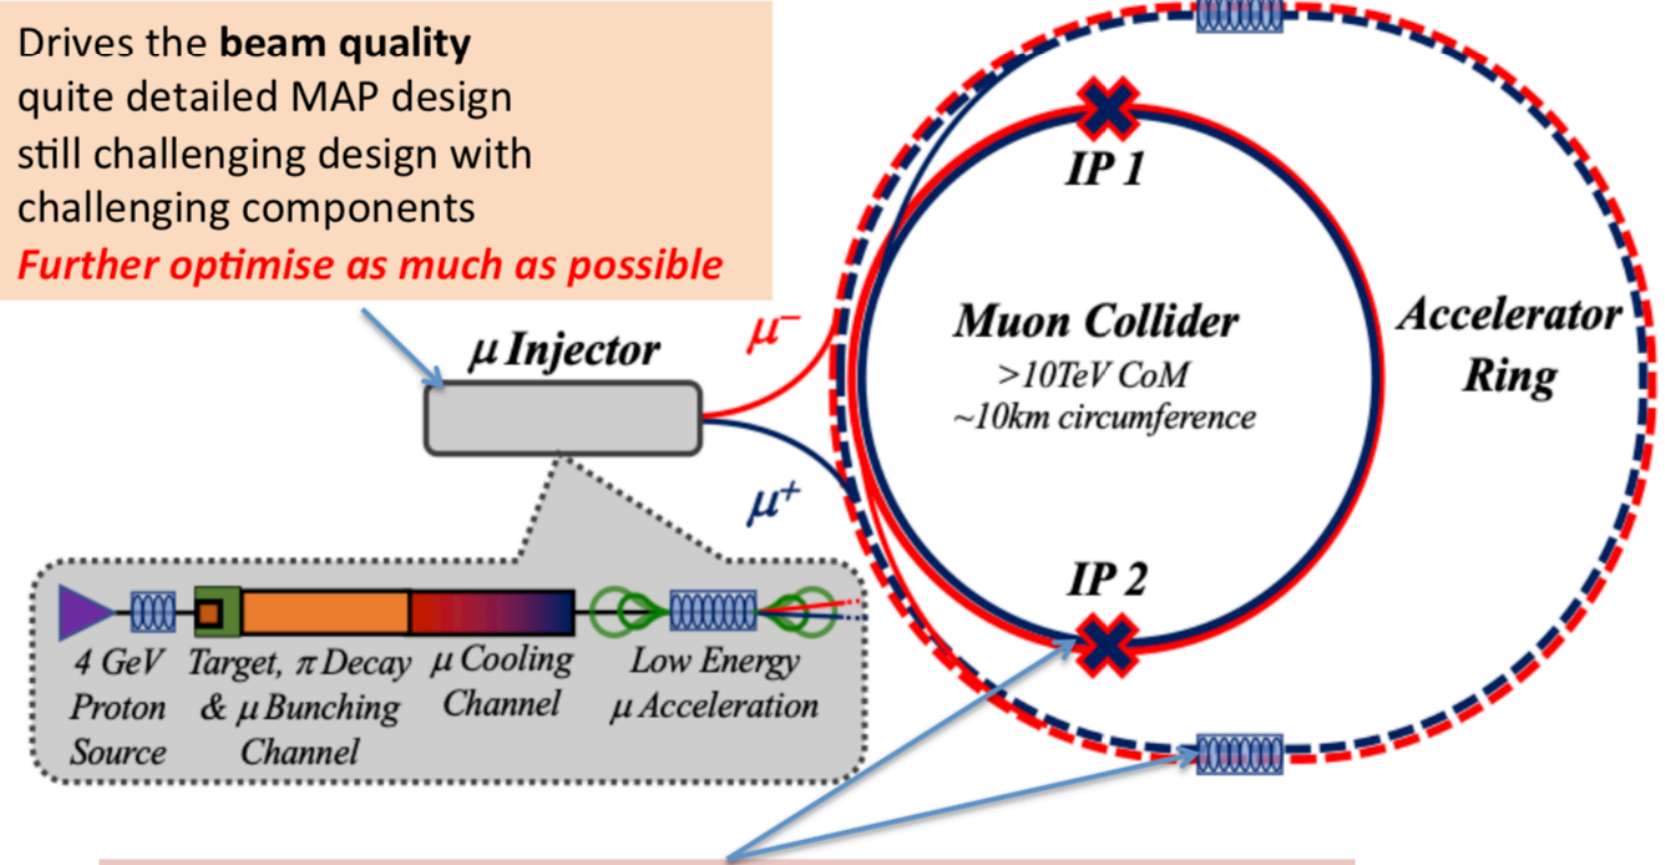 Drives the beam quality
quite detailed MAP design
still challenging design with
challenging components
Further optimise as much as possible
μ Injector
μ−
μ+
IP 1
Muon Collider
>10TeV CoM
~10km circumference
Accelerator
Ring
IP 2
4 GeV
Proton
Source
Target, π Decay
& μ Bunching
Channel
μ Cooling
Channel
Low Energy
μ Acceleration